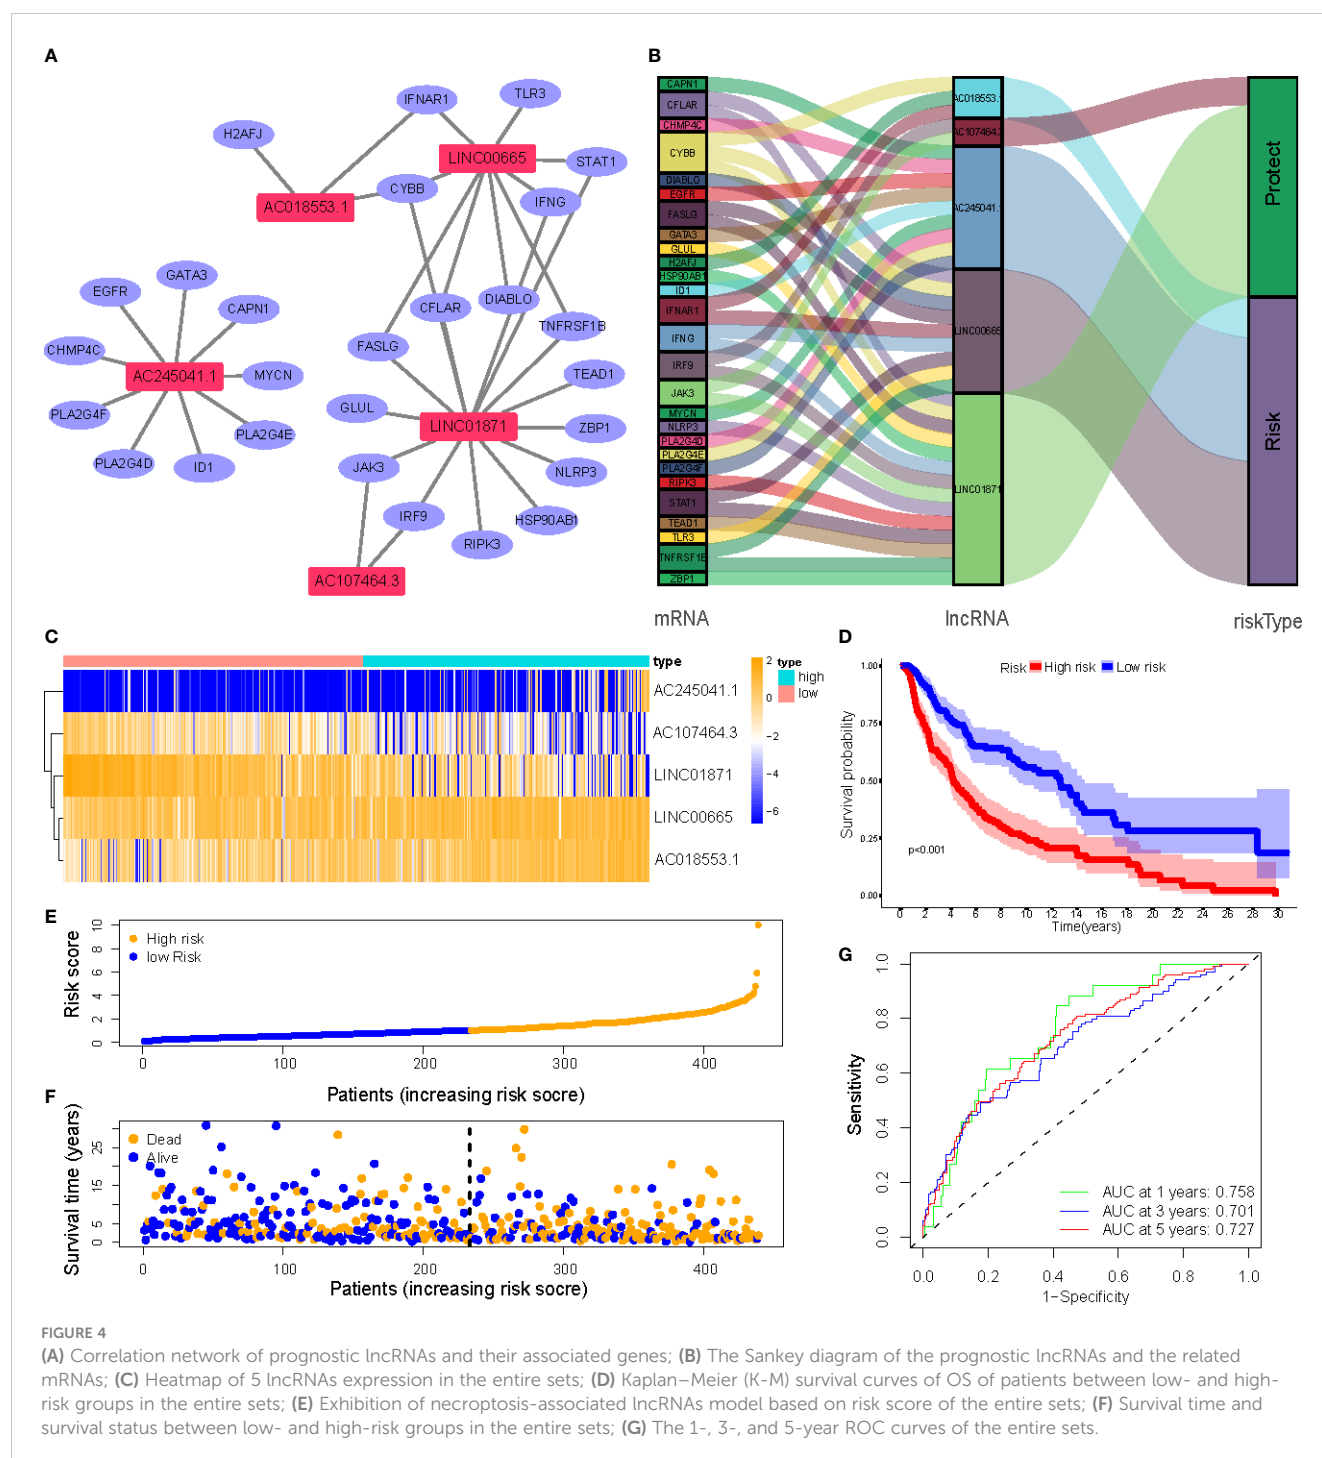 A
IFNAR1
TLR3
H2AFJ
LINC00665
STAT1
CYBB
IFNG
AC018553.1
GATA3
EGFR
CAPN1
DIABLO
CFLAR
TNFRSF1B
CHMP4C
FASLG
AC245041.1
MYCN
TEAD1
PLA2G4F
GLUL
LINC01871
ZBP1
PLA2G4E
PLA2G4D
ID1
JAK3
NLRP3
IRF9
HSP90AB1
RIPK3
AC107464.3
B
CAPN1
CFLAR
CHMP4C
CYBB
DIABLO
EGFR
FASLG
GATA3
GLUL
H2AFJ
HSP90AB1
ID1
IFNAR1
IFNG
IRF9
JAK3
MYCN
NLRP3
PLA2G4D
PLA2G4E
PLA2G4F
RIPK3
STAT1
TEAD1
TLR3
TNFRSF1B
ZBP1
AC018553.1
AC107464.3
AC245041.1
LINC00665
LINC01871
Protect
Risk
mRNA
lncRNA
riskType
C
type
AC245041.1
AC107464.3
LINC01871
LINC00665
AC018553.1
2
0
−2
−4
−6
type
high
low
D
Risk High risk Low risk
Survival probability
1.00
0.75
0.50
0.25
0.00
p<0.001
0 2 4 6 8 10 12 14 16 18 20 22 24 26 28 30
Time(years)
E
Risk score
10
8
6
4
2
0
High risk
low Risk
0 100 200 300 400
Patients (increasing risk socre)
F
Survival time (years)
25
15
5
0
Dead
Alive
0 100 200 300 400
Patients (increasing risk socre)
G
Sensitivity
1.0
0.8
0.6
0.4
0.2
0.0
AUC at 1 years: 0.758
AUC at 3 years: 0.701
AUC at 5 years: 0.727
0.0 0.2 0.4 0.6 0.8 1.0
1−Specificity
FIGURE 4
(A) Correlation network of prognostic lncRNAs and their associated genes; (B) The Sankey diagram of the prognostic lncRNAs and the related
mRNAs; (C) Heatmap of 5 lncRNAs expression in the entire sets; (D) Kaplan–Meier (K-M) survival curves of OS of patients between low- and high-
risk groups in the entire sets; (E) Exhibition of necroptosis-associated lncRNAs model based on risk score of the entire sets; (F) Survival time and
survival status between low- and high-risk groups in the entire sets; (G) The 1-, 3-, and 5-year ROC curves of the entire sets.